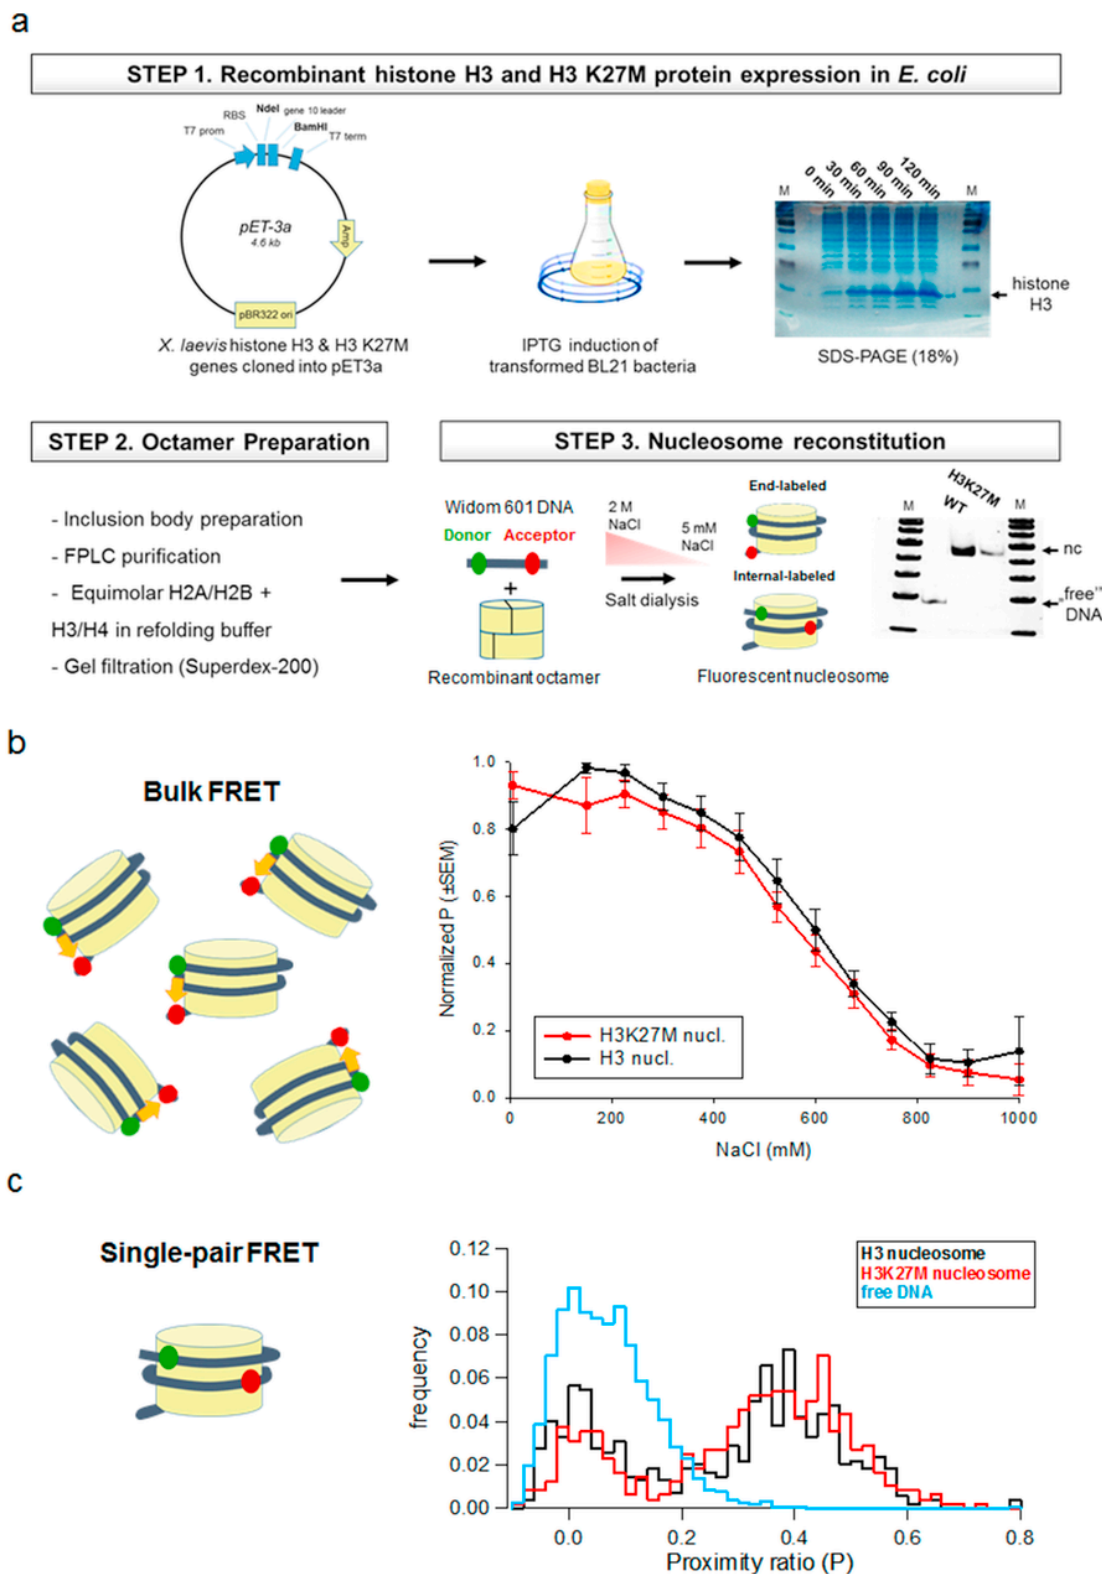 a
STEP 1. Recombinant histone H3 and H3 K27M protein expression in E. coli
T7 prom
RBS
NdeI
gene 10 leader
BamHI
T7 term
pET-3a
4.6 kb
Amp
pBR322 ori
X. laevis histone H3 & H3 K27M
genes cloned into pET3a
IPTG induction of
transformed BL21 bacteria
M
0 min
30 min
60 min
90 min
120 min
M
histone
H3
SDS-PAGE (18%)
STEP 2. Octamer Preparation
- Inclusion body preparation
- FPLC purification
- Equimolar H2A/H2B +
H3/H4 in refolding buffer
- Gel filtration (Superdex-200)
STEP 3. Nucleosome reconstitution
Widom 601 DNA
Donor Acceptor
+
Recombinant octamer
2 M
NaCl
5 mM
NaCl
Salt dialysis
End-labeled
Internal-labeled
Fluorescent nucleosome
M
WT
H3K27M
M
nc
„free”
DNA
b
Bulk FRET
Normalized P (±SEM)
1.0
0.8
0.6
0.4
0.2
0.0
H3K27M nucl.
H3 nucl.
0 200 400 600 800 1000
NaCl (mM)
c
Single-pair FRET
frequency
0.12
0.10
0.08
0.06
0.04
0.02
0.00
H3 nucleosome
H3K27M nucleosome
free DNA
0.0 0.2 0.4 0.6 0.8
Proximity ratio (P)